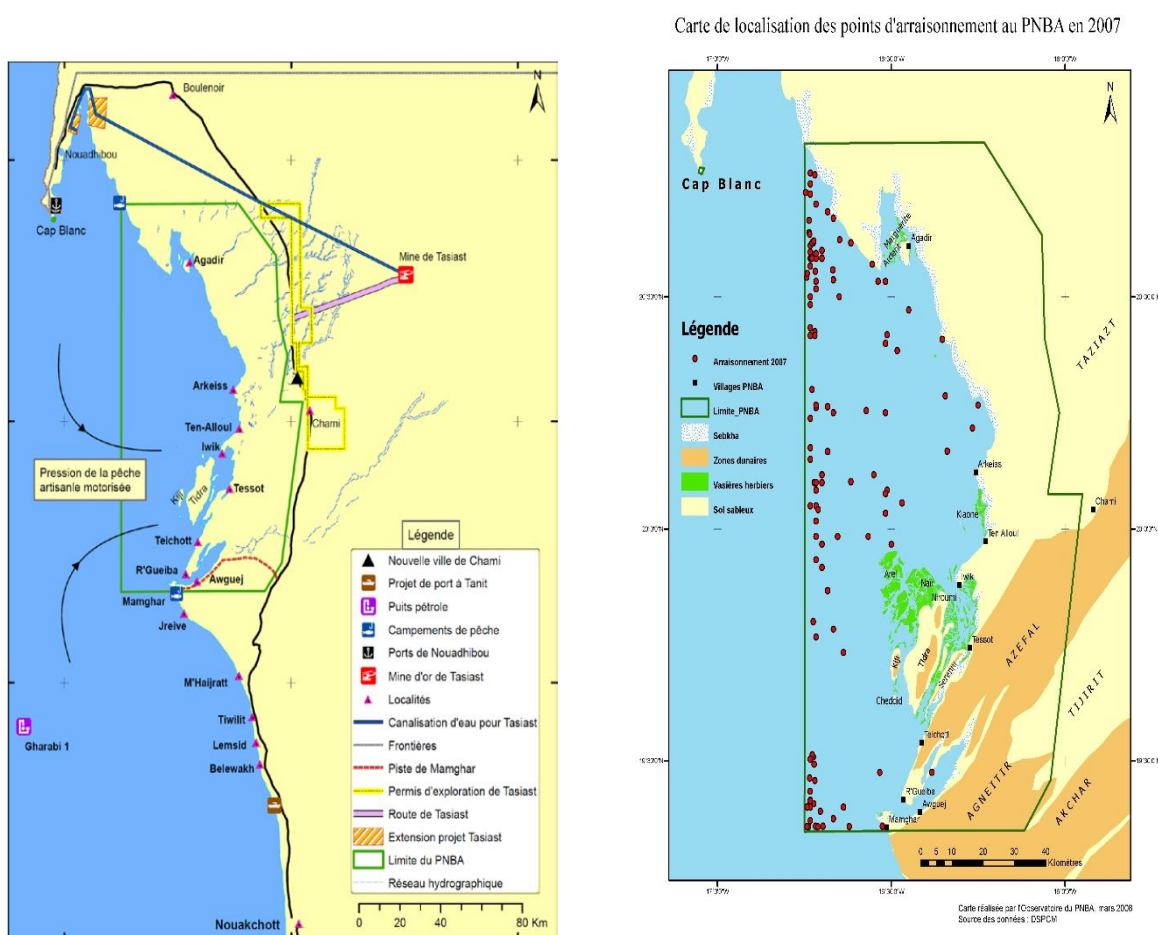 N
Boulenoir
Nouadhibou
Cap Blanc
Mine de Tasiast
Agadir
Arkeiss
Chami
Ten-Alloul
Iwik
Pression de la pêche
artisanle motorisée
Kiji
Tidra
Tessot
Teichott
R'Gueiba
Awguej
Mamghar
Jreive
M'Haijratt
Tiwilit
Gharabi 1
Lemsid
Belewakh
Nouakchott
Légende
Nouvelle ville de Chami
Projet de port à Tanit
Puits pétrole
Campements de pêche
Ports de Nouadhibou
Mine d'or de Tasiast
Localités
Canalisation d'eau pour Tasiast
Frontières
Piste de Mamghar
Permis d'exploration de Tasiast
Route de Tasiast
Extension projet Tasiast
Limite du PNBA
Réseau hydrographique
0 20 40 80 Km
Carte de localisation des points d'arraisonnement au PNBA en 2007
N
Cap Blanc
Agadir
TAZIAZT
Légende
Arraisonnement 2007
Villages PNBA
Limite_PNBA
Sebkha
Zones dunaires
Vasières herbiers
Sol sableux
Arkeiss
Chami
Kiaone
Ten Alloul
Arel
Nair
Niroumi
Iwik
Tessot
AZEFAL
Kiji
Tidra
Serenni
TIJIRIT
Teichott
R'Gueiba
Awguej
Mamghar
AGNEITIR
AKCHAR
0 5 10 20 30 40
Kilomètres
Carte réalisée par l'Observatoire du PNBA, mars 2008
Source des données : DSPCM